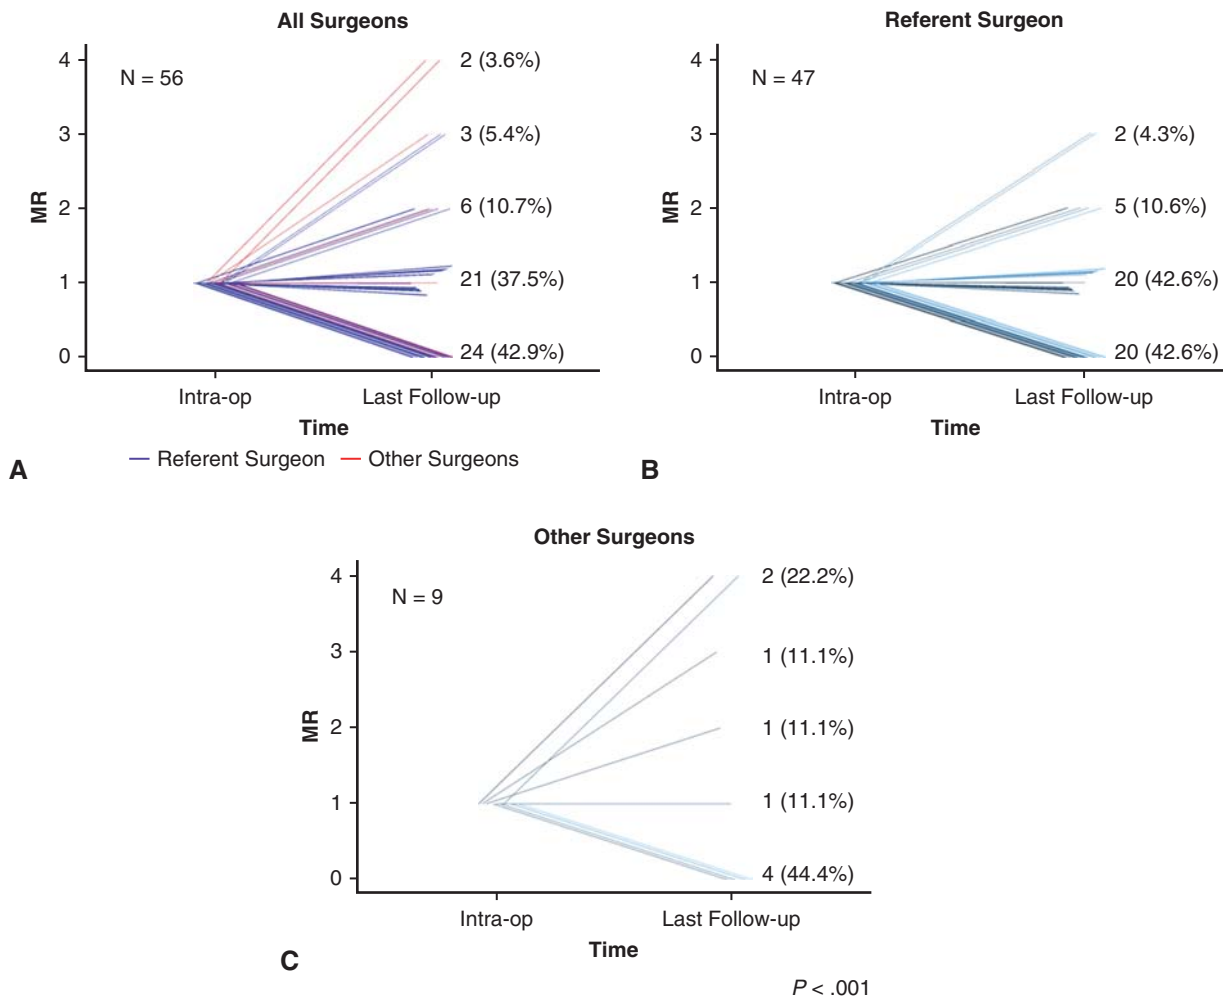 All Surgeons
N = 56
MR
4
3
2
1
0
2 (3.6%)
3 (5.4%)
6 (10.7%)
21 (37.5%)
24 (42.9%)
Intra-op
Last Follow-up
Time
Referent Surgeon
Other Surgeons
A
Referent Surgeon
N = 47
MR
4
3
2
1
0
2 (4.3%)
5 (10.6%)
20 (42.6%)
20 (42.6%)
Intra-op
Last Follow-up
Time
B
Other Surgeons
N = 9
MR
4
3
2
1
0
2 (22.2%)
1 (11.1%)
1 (11.1%)
1 (11.1%)
4 (44.4%)
Intra-op
Last Follow-up
Time
C
P < .001